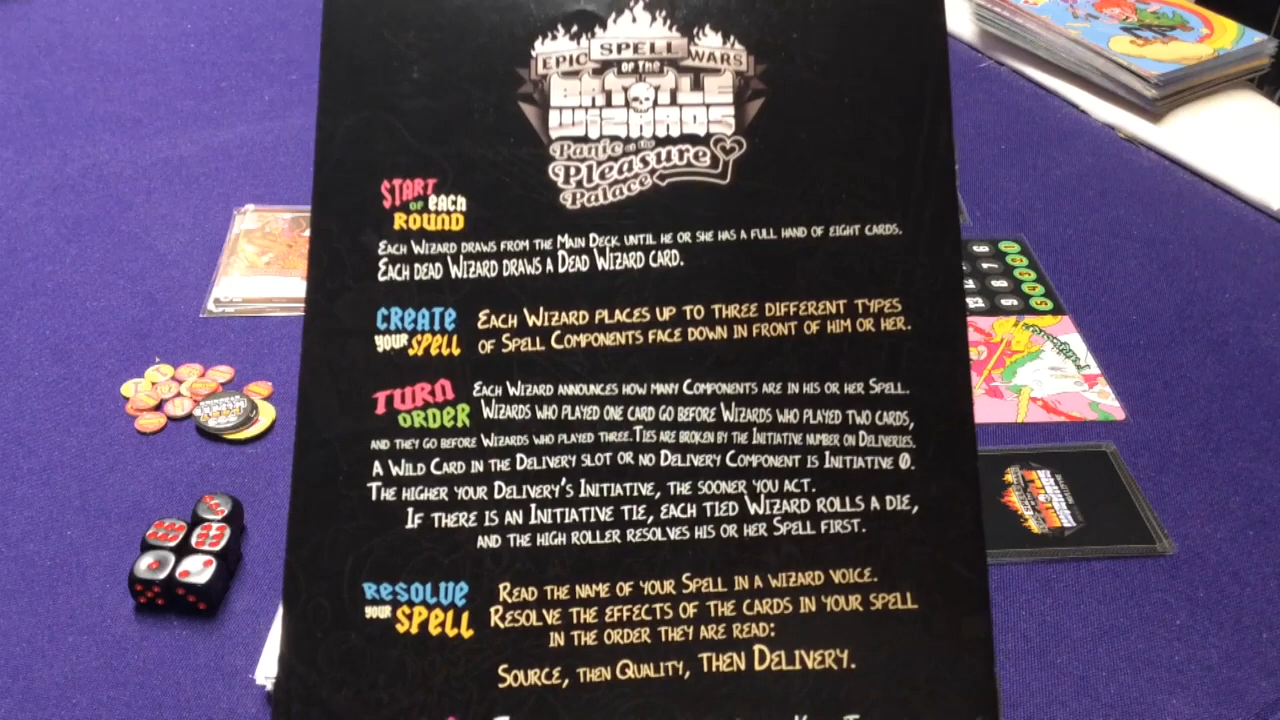 EPIC SPELL WARS
OF THE
BATTLE
WIZARDS
Panic at the
Pleasure
Palace
START
OF EACH
ROUND
EACH WIZARD DRAWS FROM THE MAIN DECK UNTIL HE OR SHE HAS A FULL HAND OF EIGHT CARDS.
EACH DEAD WIZARD DRAWS A DEAD WIZARD CARD.
CREATE
YOUR SPELL
EACH WIZARD PLACES UP TO THREE DIFFERENT TYPES
OF SPELL COMPONENTS FACE DOWN IN FRONT OF HIM OR HER.
TURN
ORDER
EACH WIZARD ANNOUNCES HOW MANY COMPONENTS ARE IN HIS OR HER SPELL.
WIZARDS WHO PLAYED ONE CARD GO BEFORE WIZARDS WHO PLAYED TWO CARDS,
AND THEY GO BEFORE WIZARDS WHO PLAYED THREE. TIES ARE BROKEN BY THE INITIATIVE NUMBER ON DELIVERIES.
A WILD CARD IN THE DELIVERY SLOT OR NO DELIVERY COMPONENT IS INITIATIVE 0.
THE HIGHER YOUR DELIVERY'S INITIATIVE, THE SOONER YOU ACT.
IF THERE IS AN INITIATIVE TIE, EACH TIED WIZARD ROLLS A DIE,
AND THE HIGH ROLLER RESOLVES HIS OR HER SPELL FIRST.
RESOLVE
YOUR SPELL
READ THE NAME OF YOUR SPELL IN A WIZARD VOICE.
RESOLVE THE EFFECTS OF THE CARDS IN YOUR SPELL
IN THE ORDER THEY ARE READ:
SOURCE, THEN QUALITY, THEN DELIVERY.